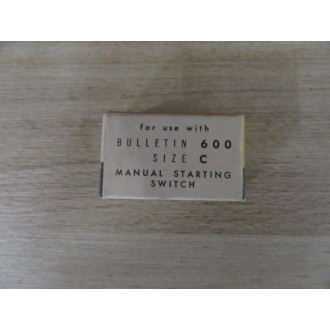 for use with
BULLETIN 600
SIZE C
MANUAL STARTING
SWITCH